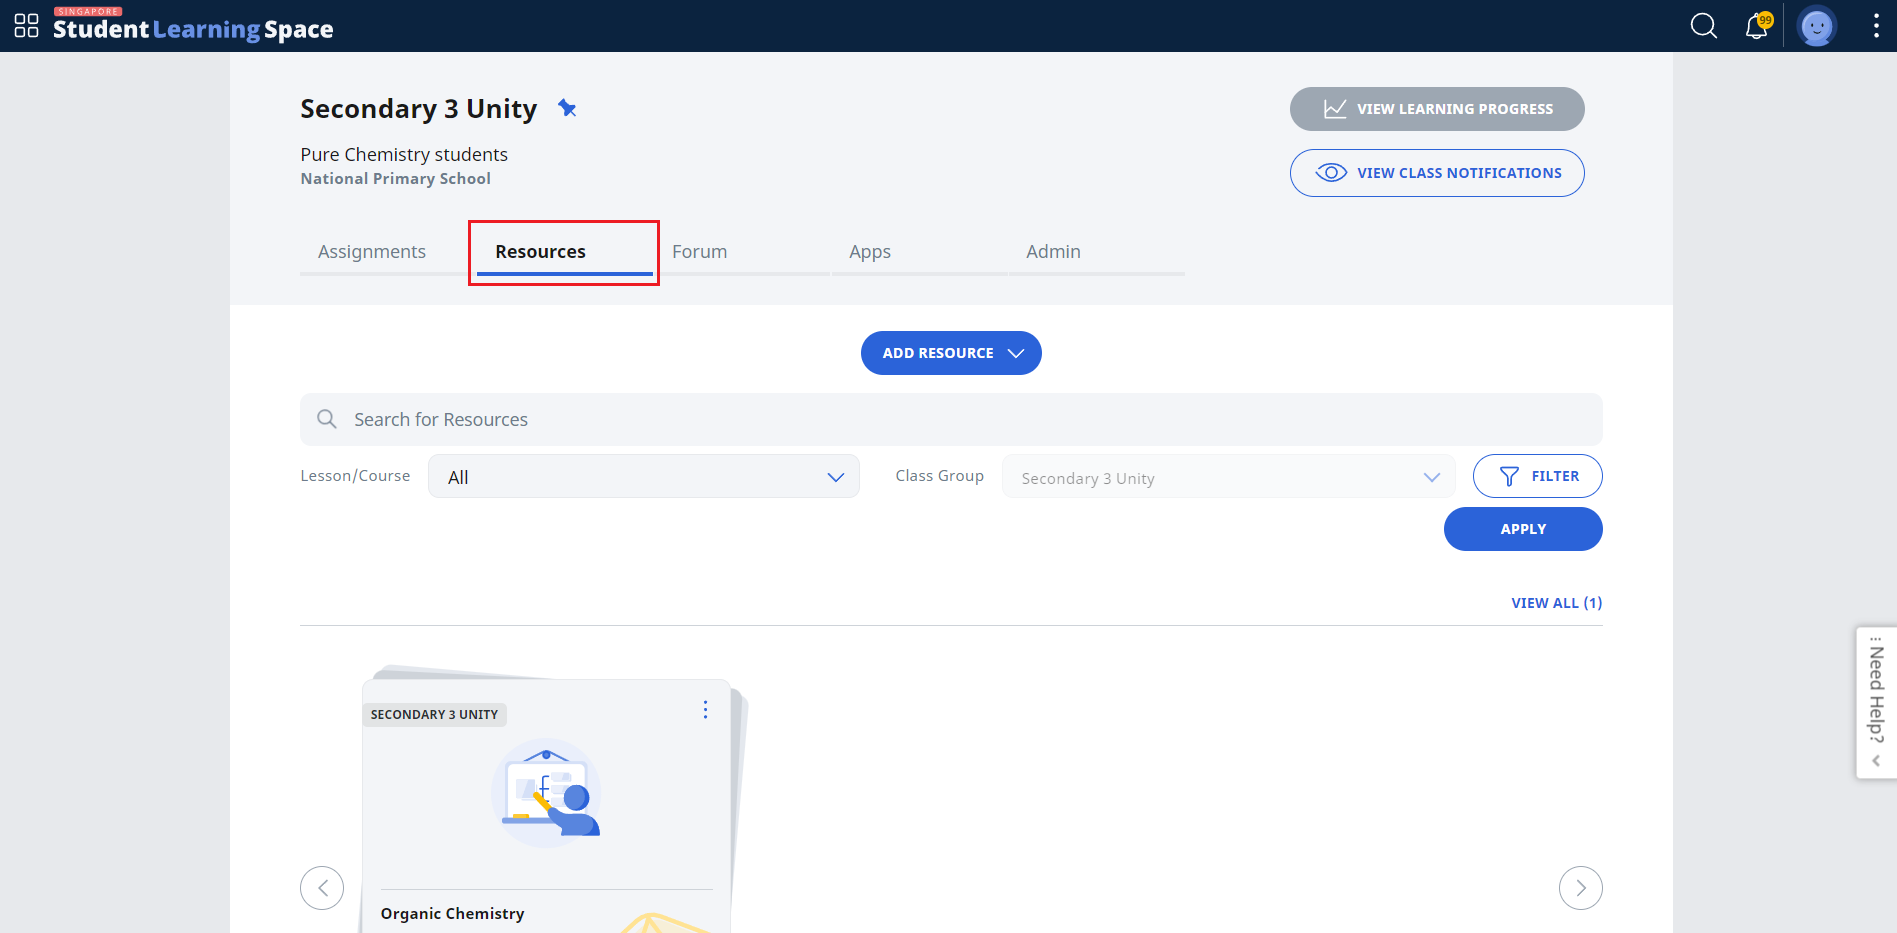 SINGAPORE
Student Learning Space
99
Secondary 3 Unity
Pure Chemistry students
National Primary School
VIEW LEARNING PROGRESS
VIEW CLASS NOTIFICATIONS
Assignments Resources Forum Apps Admin
ADD RESOURCE
Search for Resources
Lesson/Course All Class Group Secondary 3 Unity FILTER
APPLY
VIEW ALL (1)
Need Help?
SECONDARY 3 UNITY
Organic Chemistry